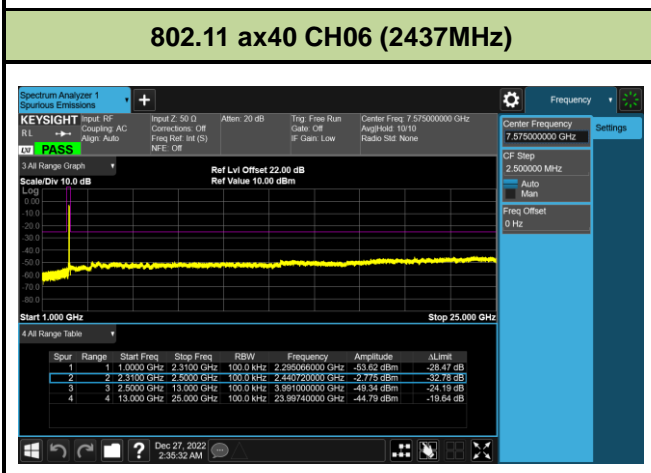 802.11 ax40 CH06 (2437MHz)
Spectrum Analyzer 1
Spurious Emissions
+
Frequency
KEYSIGHT
RL
LXI
PASS
Input: RF
Coupling: AC
Align: Auto
Input Z: 50 Ω
Corrections: Off
Freq Ref: Int (S)
NFE: Off
Atten: 20 dB
Trig: Free Run
Gate: Off
IF Gain: Low
Center Freq: 7.575000000 GHz
Avg|Hold: 10/10
Radio Std: None
Center Frequency
7.575000000 GHz
Settings
CF Step
2.500000 MHz
Auto
Man
Freq Offset
0 Hz
3 All Range Graph
Scale/Div 10.0 dB
Ref Lvl Offset 22.00 dB
Ref Value 10.00 dBm
Log
0.00
-10.0
-20.0
-30.0
-40.0
-50.0
-60.0
-70.0
-80.0
Start 1.000 GHz
Stop 25.000 GHz
4 All Range Table
Spur Range Start Freq Stop Freq RBW Frequency Amplitude ΔLimit
1 1 1.0000 GHz 2.3100 GHz 100.0 kHz 2.295066000 GHz -53.62 dBm -28.47 dB
2 2 2.3100 GHz 2.5000 GHz 100.0 kHz 2.440720000 GHz -2.775 dBm -32.78 dB
3 3 2.5000 GHz 13.000 GHz 100.0 kHz 3.991000000 GHz -49.34 dBm -24.19 dB
4 4 13.000 GHz 25.000 GHz 100.0 kHz 23.99740000 GHz -44.79 dBm -19.64 dB
?
Dec 27, 2022
2:35:32 AM